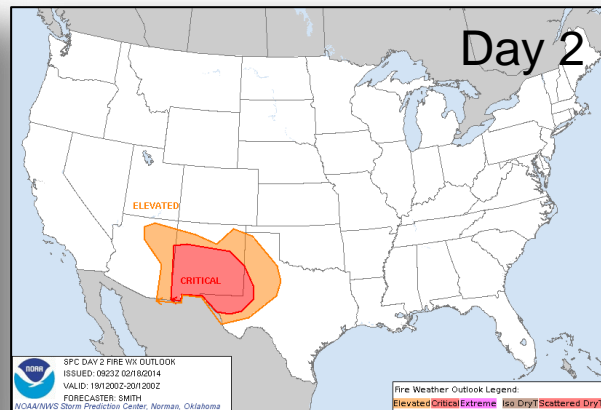 Day 2
ELEVATED
CRITICAL
NOAA
SPC DAY 2 FIRE WX OUTLOOK
ISSUED: 0923Z 02/18/2014
VALID: 19/1200Z-20/1200Z
FORECASTER: SMITH
NOAA/NWS Storm Prediction Center, Norman, Oklahoma
Fire Weather Outlook Legend:
Elevated Critical Extreme Iso DryT Scattered DryT